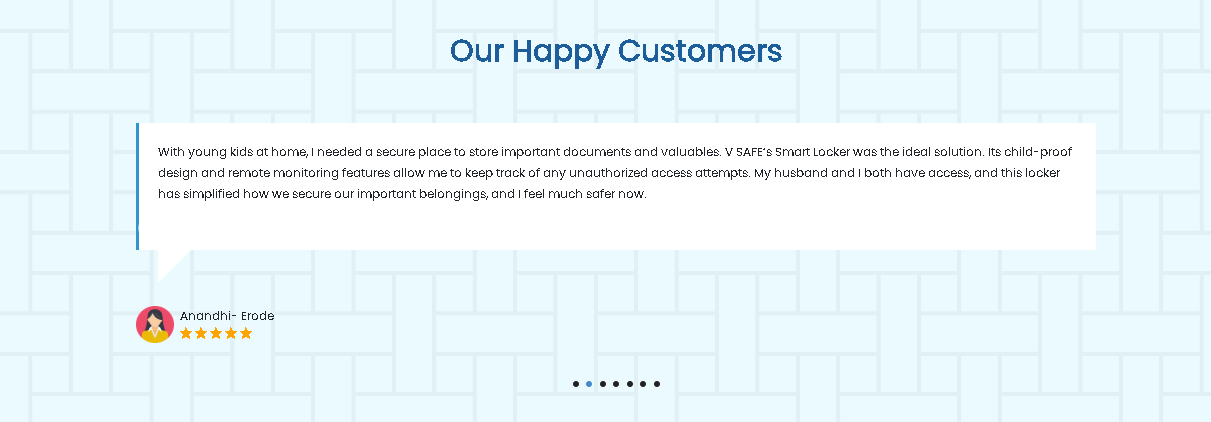 Our Happy Customers
With young kids at home, I needed a secure place to store important documents and valuables. V SAFE's Smart Locker was the ideal solution. Its child-proof
design and remote monitoring features allow me to keep track of any unauthorized access attempts. My husband and I both have access, and this locker
has simplified how we secure our important belongings, and I feel much safer now.
Anandhi- Erode